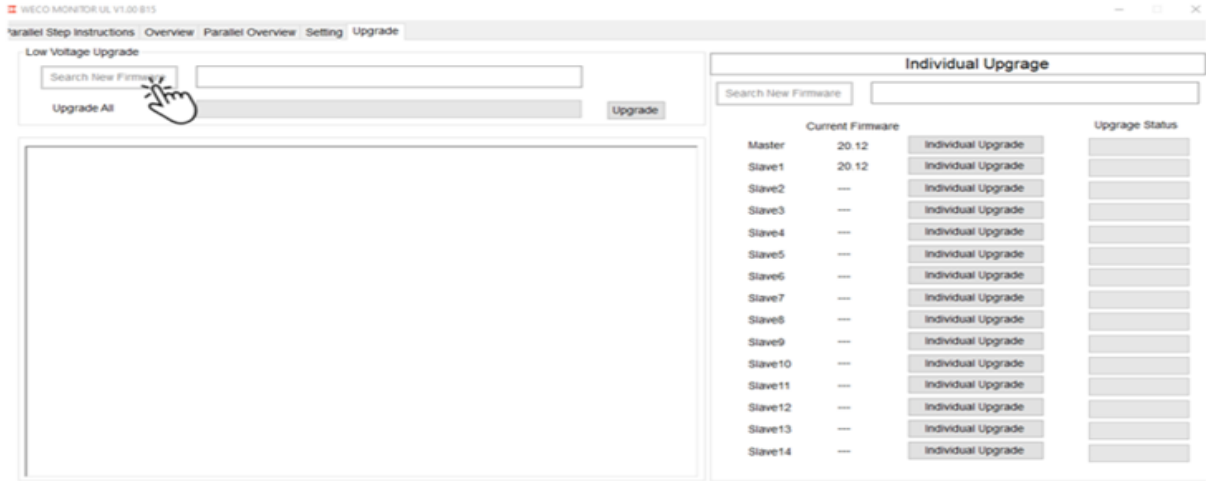 WECO MONITOR UL V1.00 B15
Parallel Step Instructions Overview Parallel Overview Setting Upgrade
Low Voltage Upgrade
Search New Firmware
Upgrade All Upgrade
Individual Upgrage
Search New Firmware
Current Firmware Upgrage Status
Master 20.12 Individual Upgrade
Slave1 20.12 Individual Upgrade
Slave2 --- Individual Upgrade
Slave3 --- Individual Upgrade
Slave4 --- Individual Upgrade
Slave5 --- Individual Upgrade
Slave6 --- Individual Upgrade
Slave7 --- Individual Upgrade
Slave8 --- Individual Upgrade
Slave9 --- Individual Upgrade
Slave10 --- Individual Upgrade
Slave11 --- Individual Upgrade
Slave12 --- Individual Upgrade
Slave13 --- Individual Upgrade
Slave14 --- Individual Upgrade